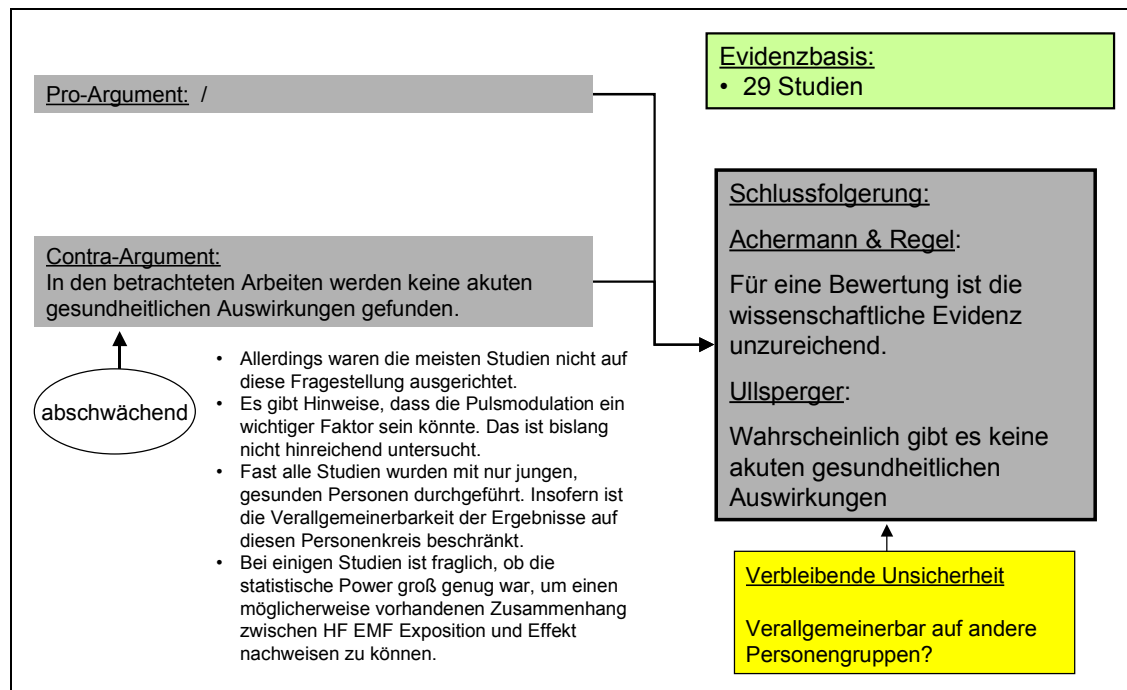 Evidenzbasis:
• 29 Studien
Pro-Argument: /
Contra-Argument:
In den betrachteten Arbeiten werden keine akuten
gesundheitlichen Auswirkungen gefunden.
abschwächend
• Allerdings waren die meisten Studien nicht auf
diese Fragestellung ausgerichtet.
• Es gibt Hinweise, dass die Pulsmodulation ein
wichtiger Faktor sein könnte. Das ist bislang
nicht hinreichend untersucht.
• Fast alle Studien wurden mit nur jungen,
gesunden Personen durchgeführt. Insofern ist
die Verallgemeinerbarkeit der Ergebnisse auf
diesen Personenkreis beschränkt.
• Bei einigen Studien ist fraglich, ob die
statistische Power groß genug war, um einen
möglicherweise vorhandenen Zusammenhang
zwischen HF EMF Exposition und Effekt
nachweisen zu können.
Schlussfolgerung:
Achermann & Regel:
Für eine Bewertung ist die
wissenschaftliche Evidenz
unzureichend.
Ullsperger:
Wahrscheinlich gibt es keine
akuten gesundheitlichen
Auswirkungen
Verbleibende Unsicherheit
Verallgemeinerbar auf andere
Personengruppen?